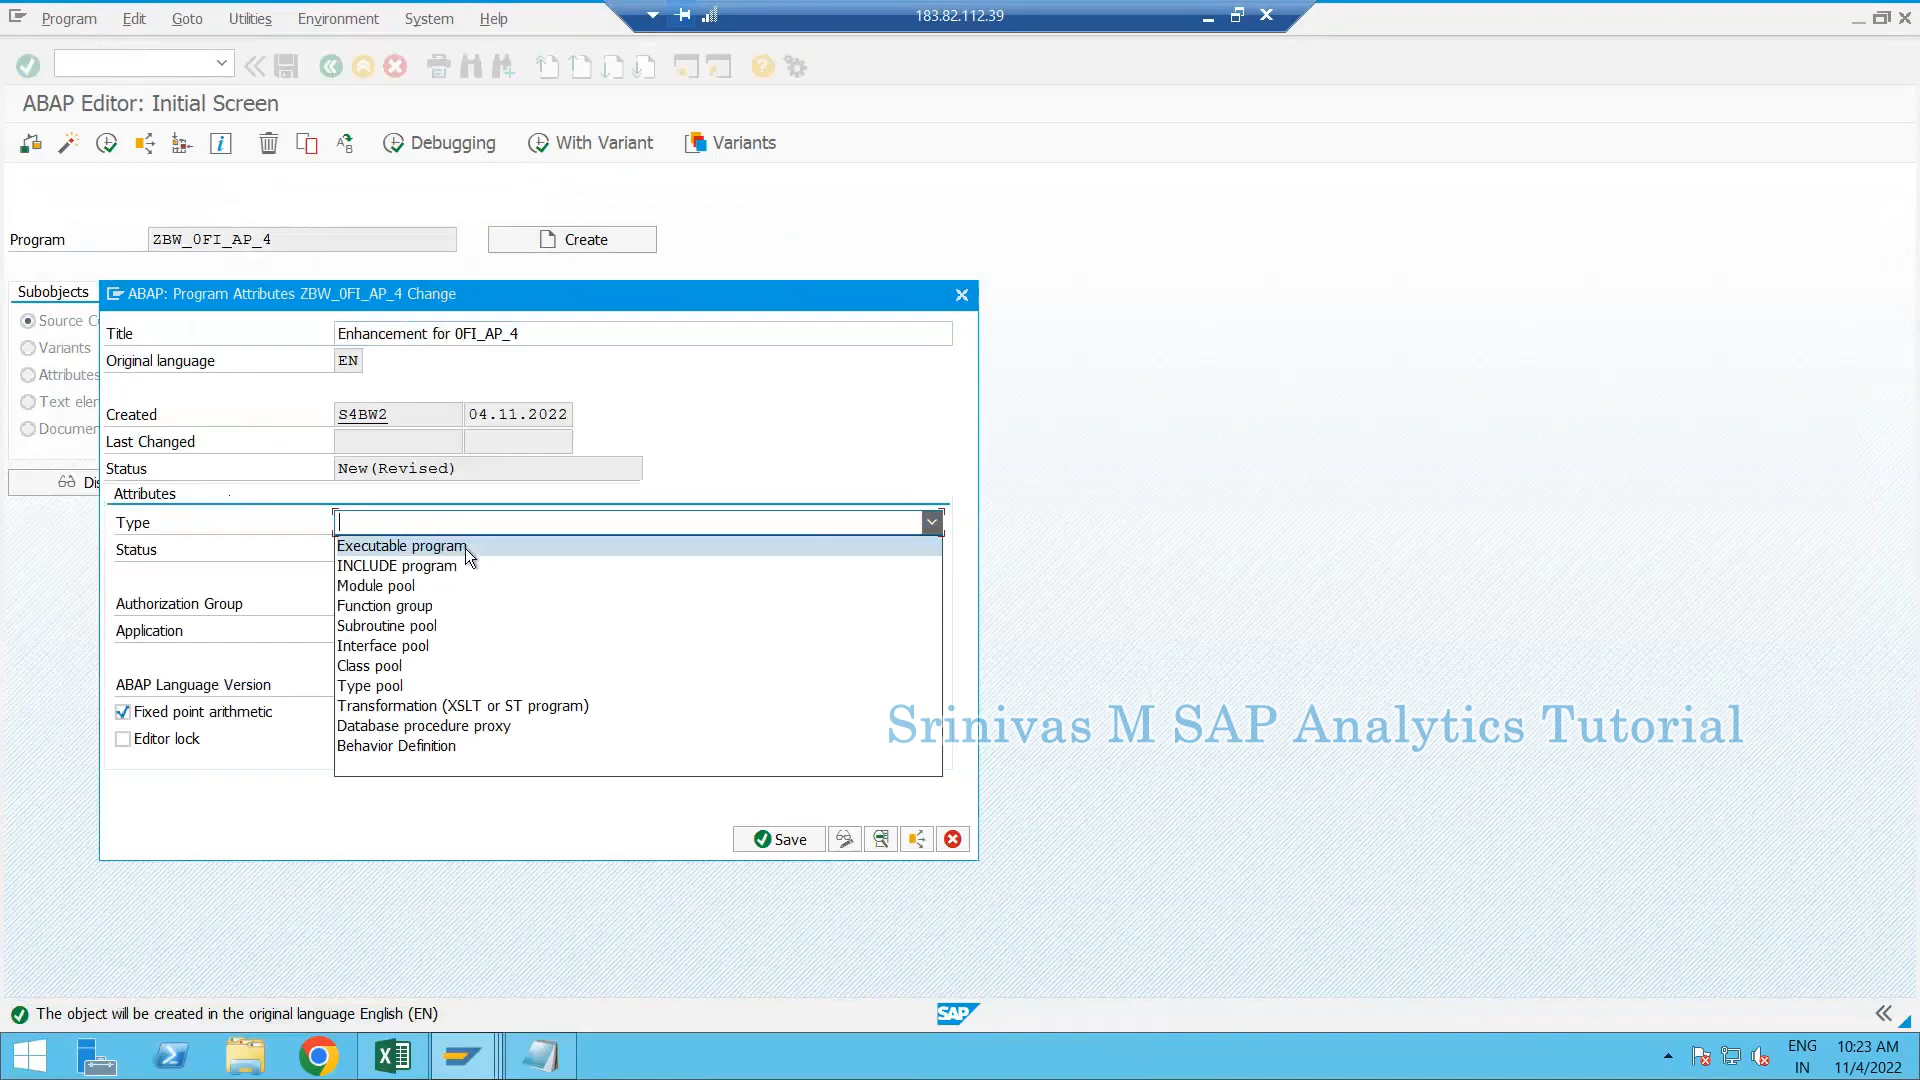 Program Edit Goto Utilities Environment System Help
183.82.112.39
ABAP Editor: Initial Screen
Debugging With Variant Variants
Program ZBW_0FI_AP_4 Create
Subobjects
Source C
Variants
Attributes
Text eler
Documen
Di
ABAP: Program Attributes ZBW_0FI_AP_4 Change
Title Enhancement for 0FI_AP_4
Original language EN
Created S4BW2 04.11.2022
Last Changed
Status New(Revised)
Attributes
Type
Status
Authorization Group
Application
ABAP Language Version
Fixed point arithmetic
Editor lock
Executable program
INCLUDE program
Module pool
Function group
Subroutine pool
Interface pool
Class pool
Type pool
Transformation (XSLT or ST program)
Database procedure proxy
Behavior Definition
Save
Srinivas M SAP Analytics Tutorial
The object will be created in the original language English (EN)
SAP
ENG 10:23 AM
IN 11/4/2022